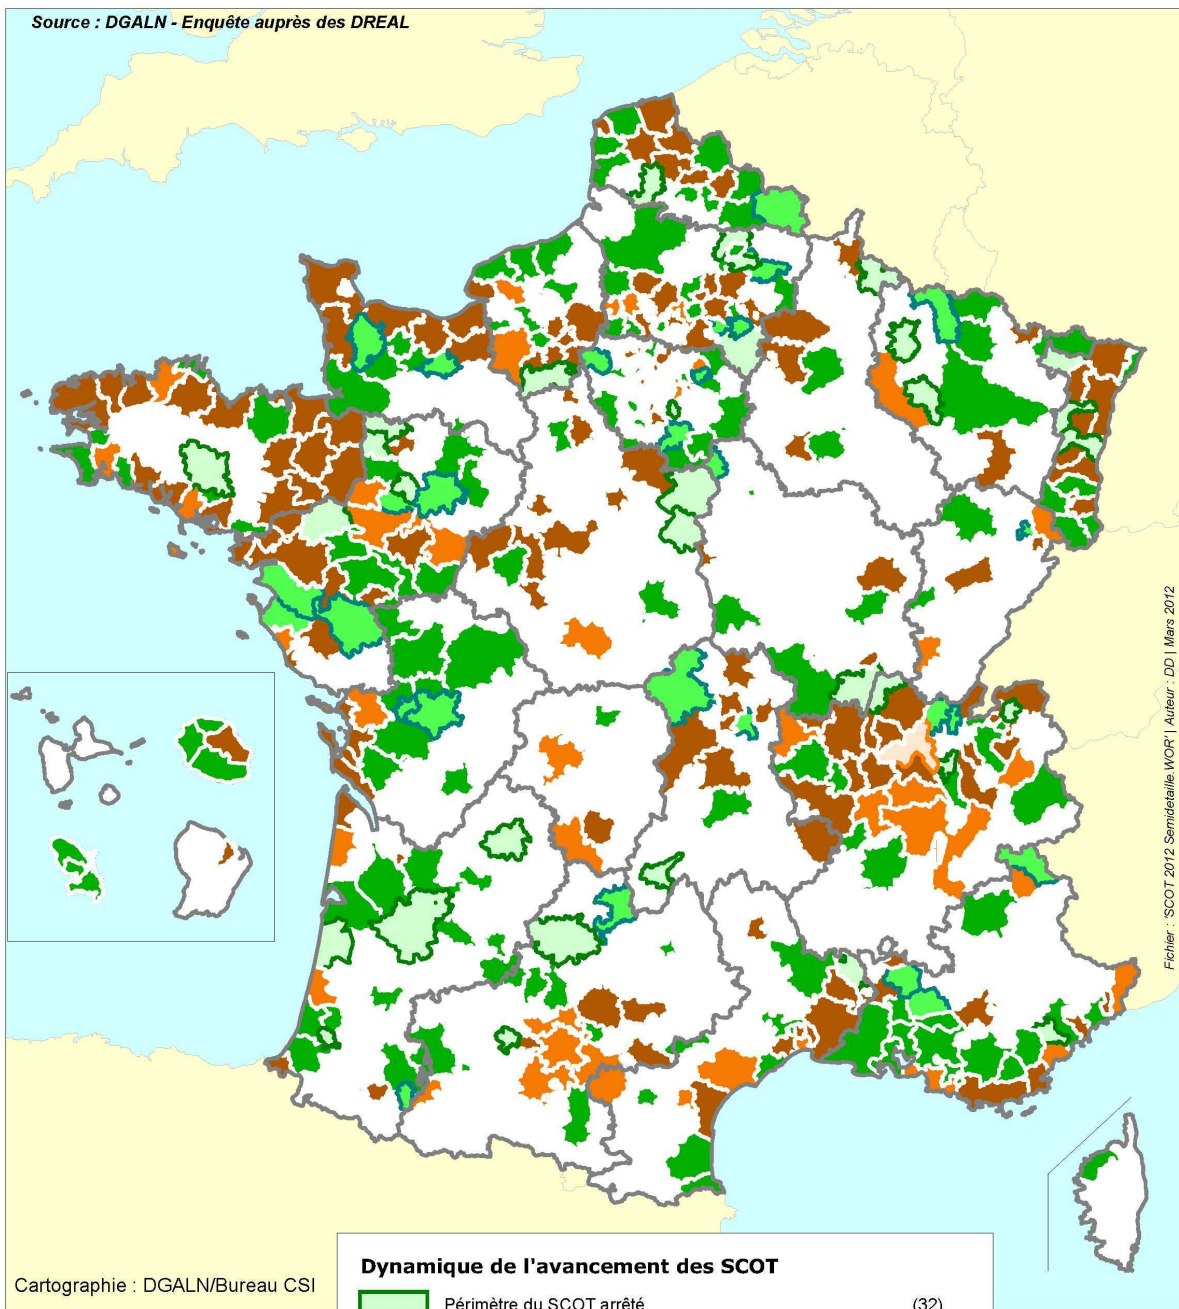 Source : DGALN - Enquête auprès des DREAL
Fichier : 'SCOT 2012 Semidetaille.WOR' | Auteur : DD | Mars 2012
Cartographie : DGALN/Bureau CSI
Dynamique de l'avancement des SCOT
Périmètre du SCOT arrêté (32)